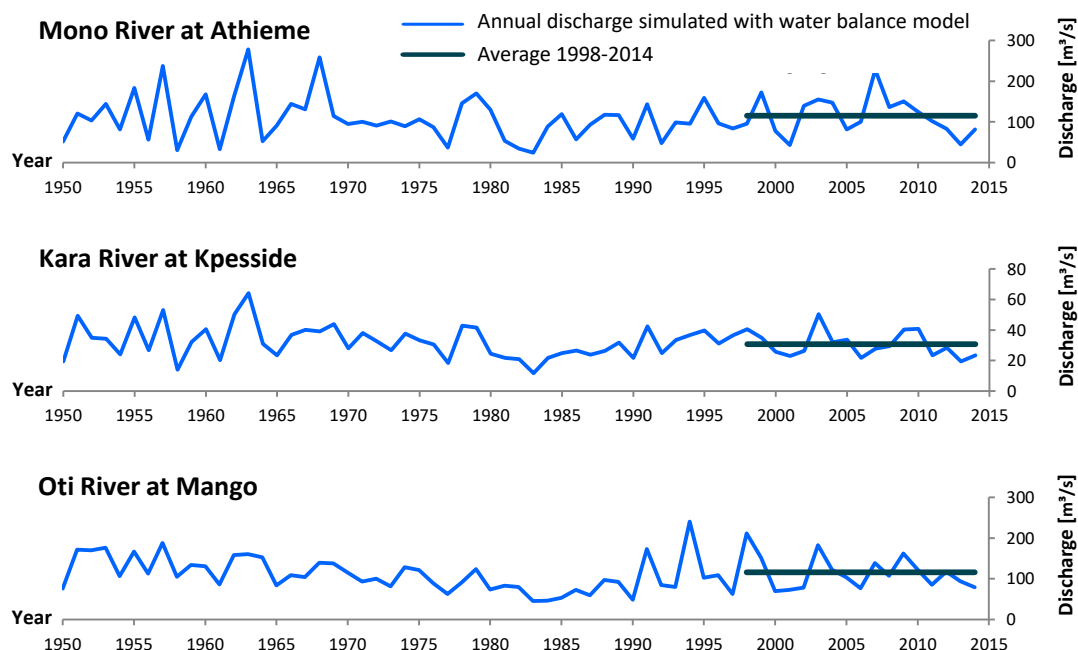 Mono River at Athieme
Annual discharge simulated with water balance model
Average 1998-2014
300
200
100
0
Discharge [m³/s]
Year
1950 1955 1960 1965 1970 1975 1980 1985 1990 1995 2000 2005 2010 2015
Kara River at Kpesside
80
60
40
20
0
Discharge [m³/s]
Year
1950 1955 1960 1965 1970 1975 1980 1985 1990 1995 2000 2005 2010 2015
Oti River at Mango
300
200
100
0
Discharge [m³/s]
Year
1950 1955 1960 1965 1970 1975 1980 1985 1990 1995 2000 2005 2010 2015